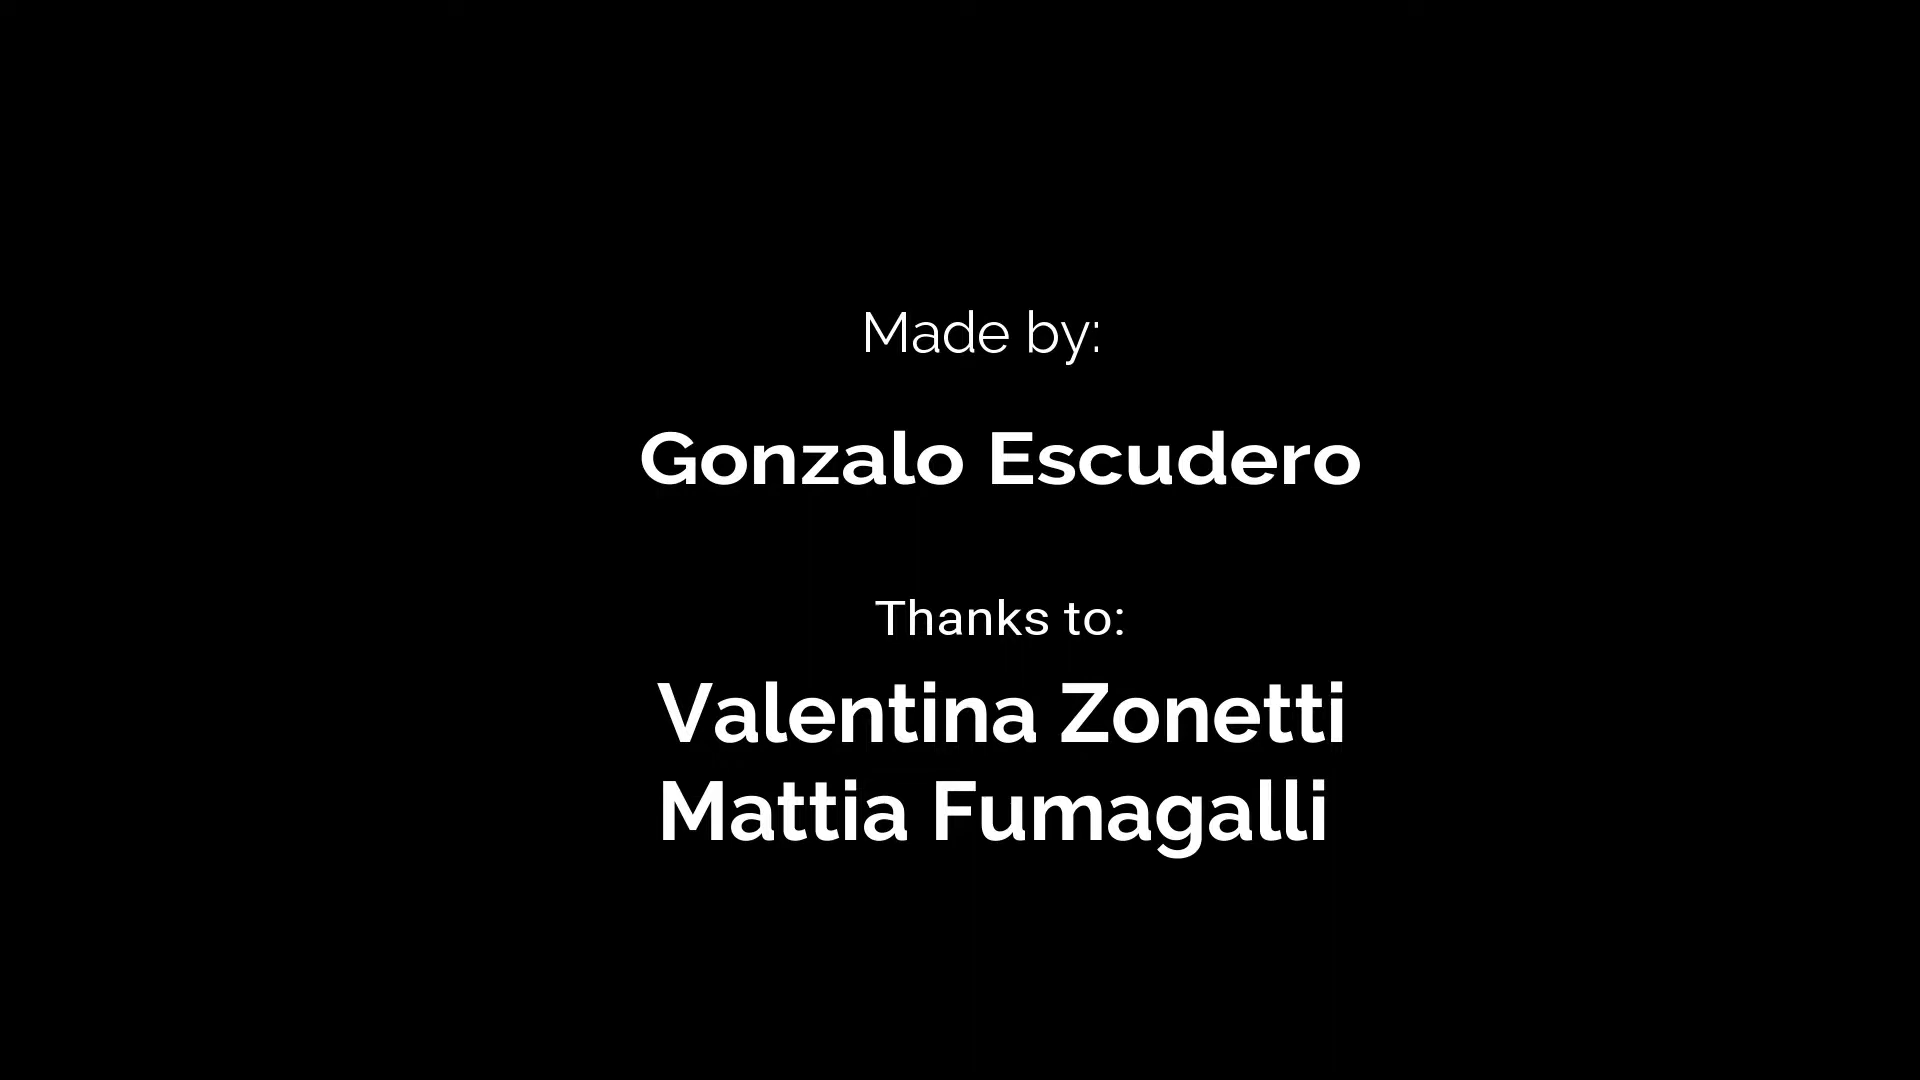 Made by:
Gonzalo Escudero
Thanks to:
Valentina Zonetti
Mattia Fumagalli